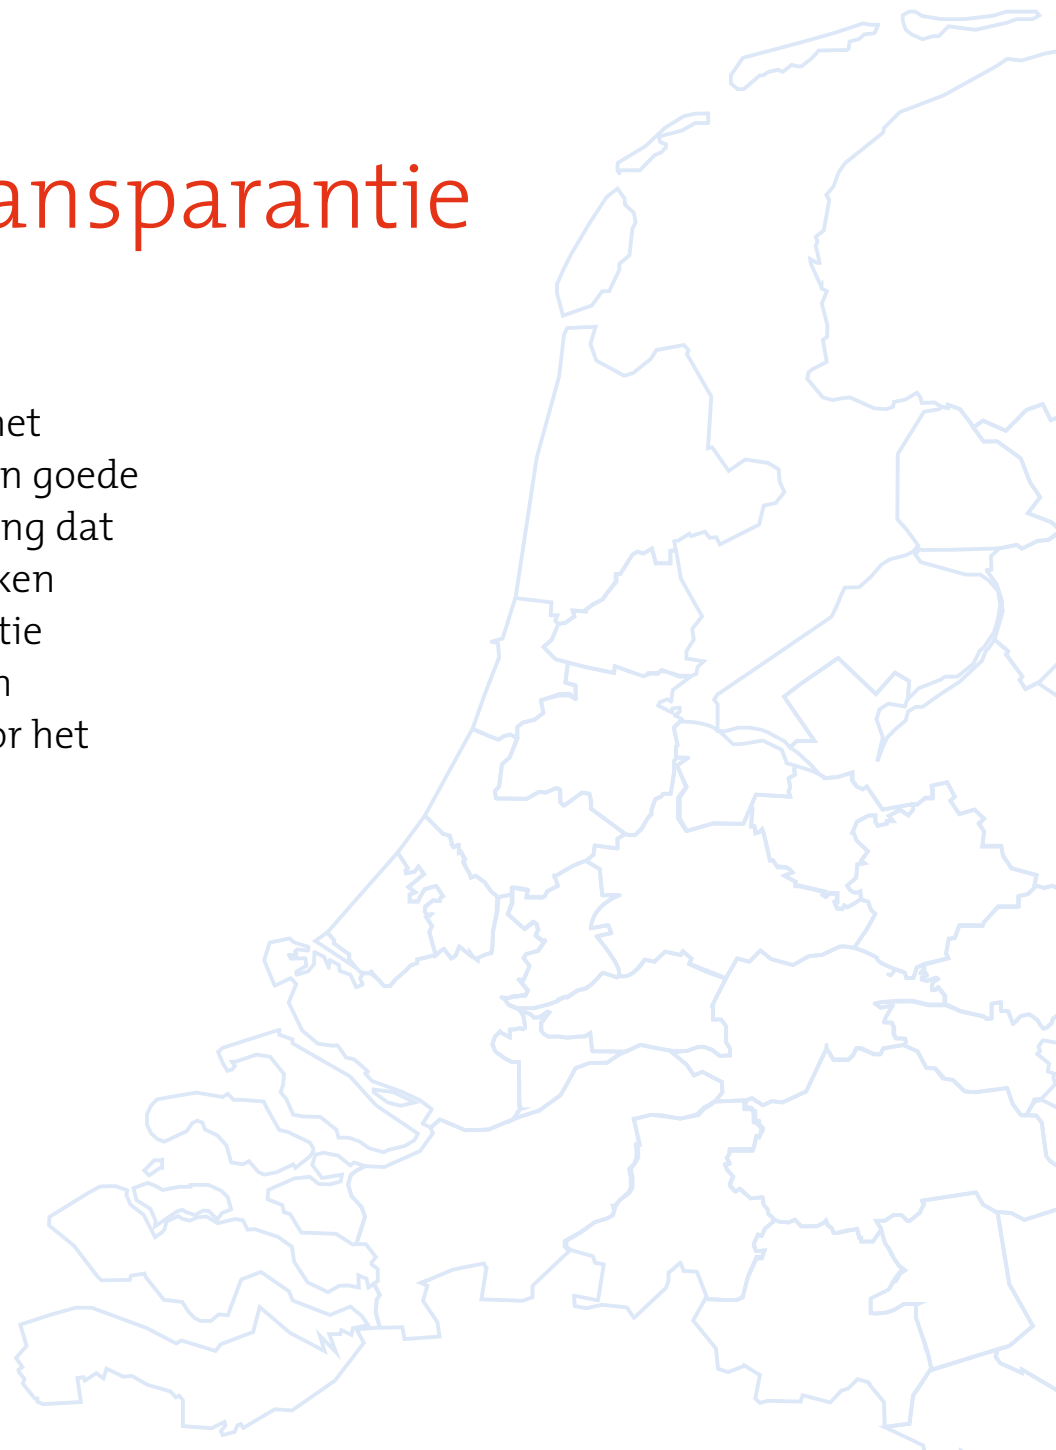 ansparantie
et
n goede
ng dat
ken
tie
or het